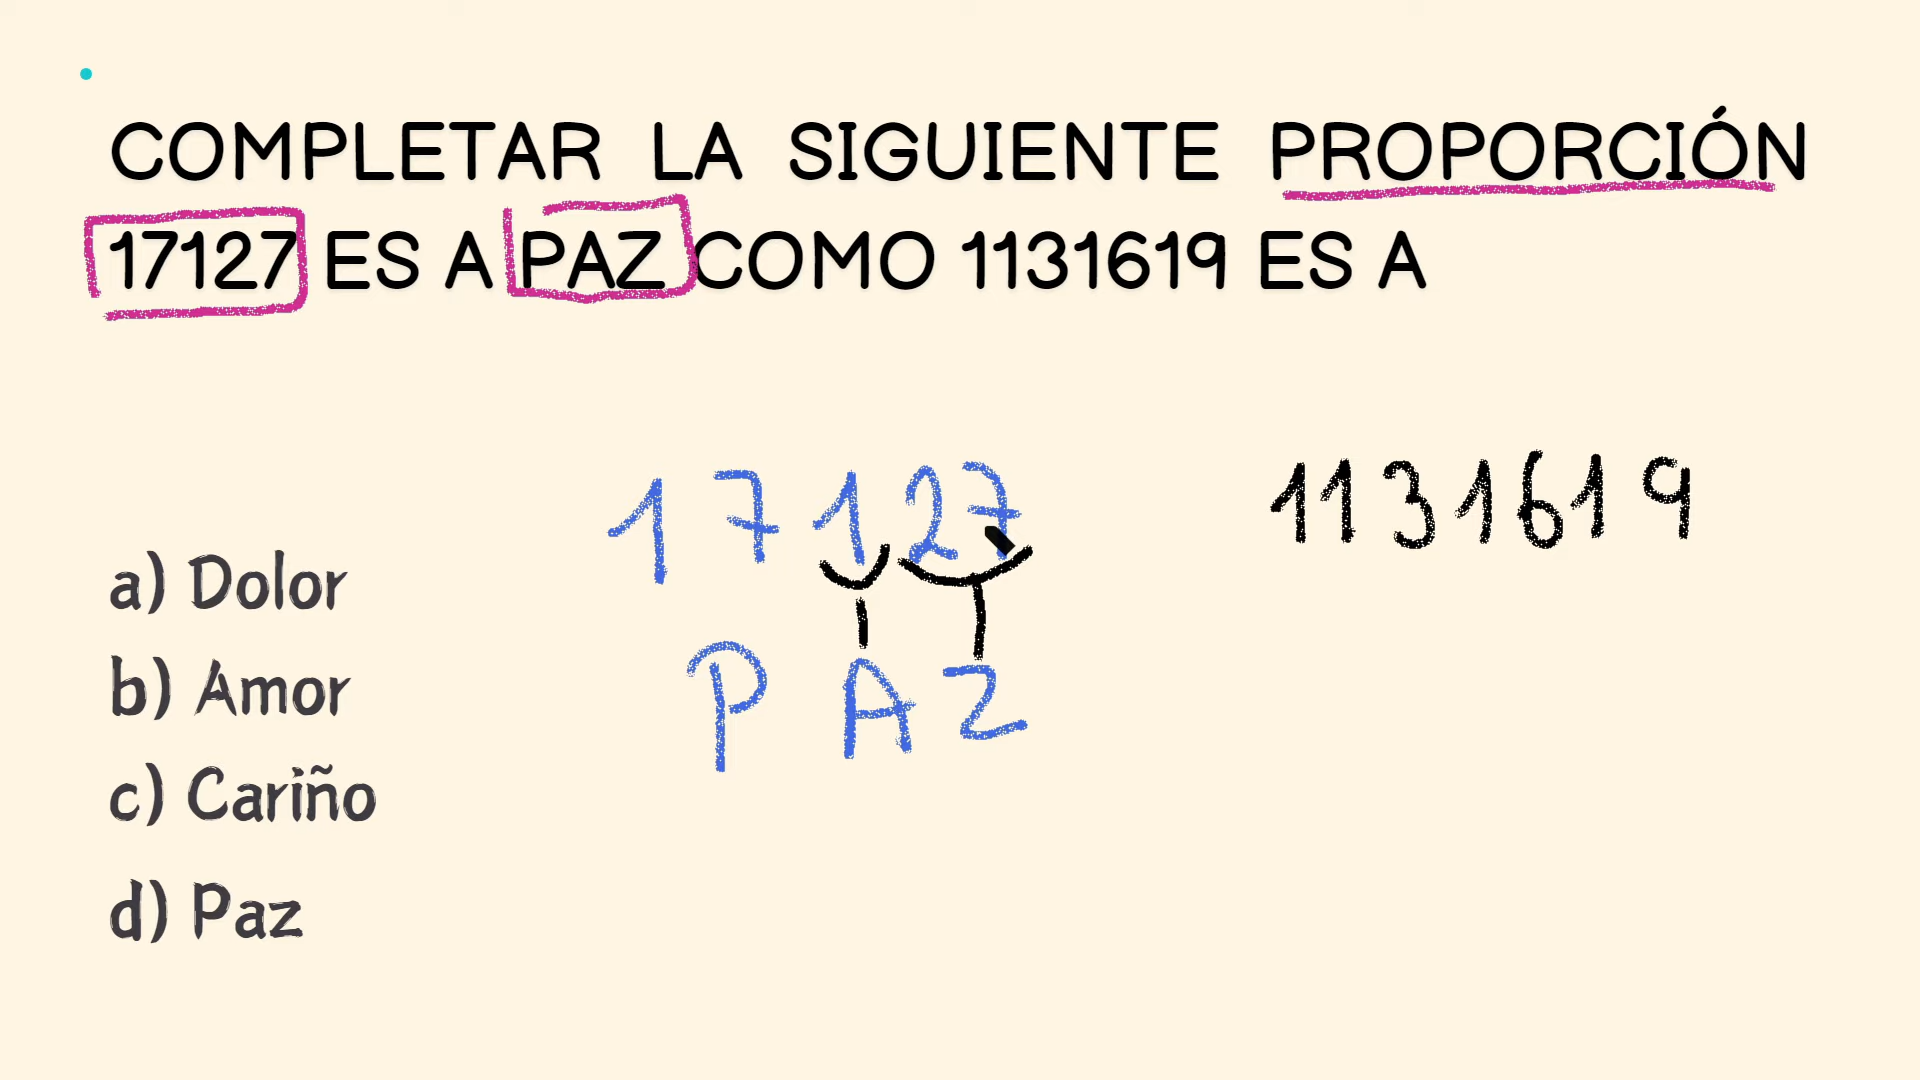 COMPLETAR LA SIGUIENTE PROPORCIÓN
17127 ES A PAZ COMO 1131619 ES A
17127
1131619
PAZ
a) Dolor
b) Amor
c) Cariño
d) Paz